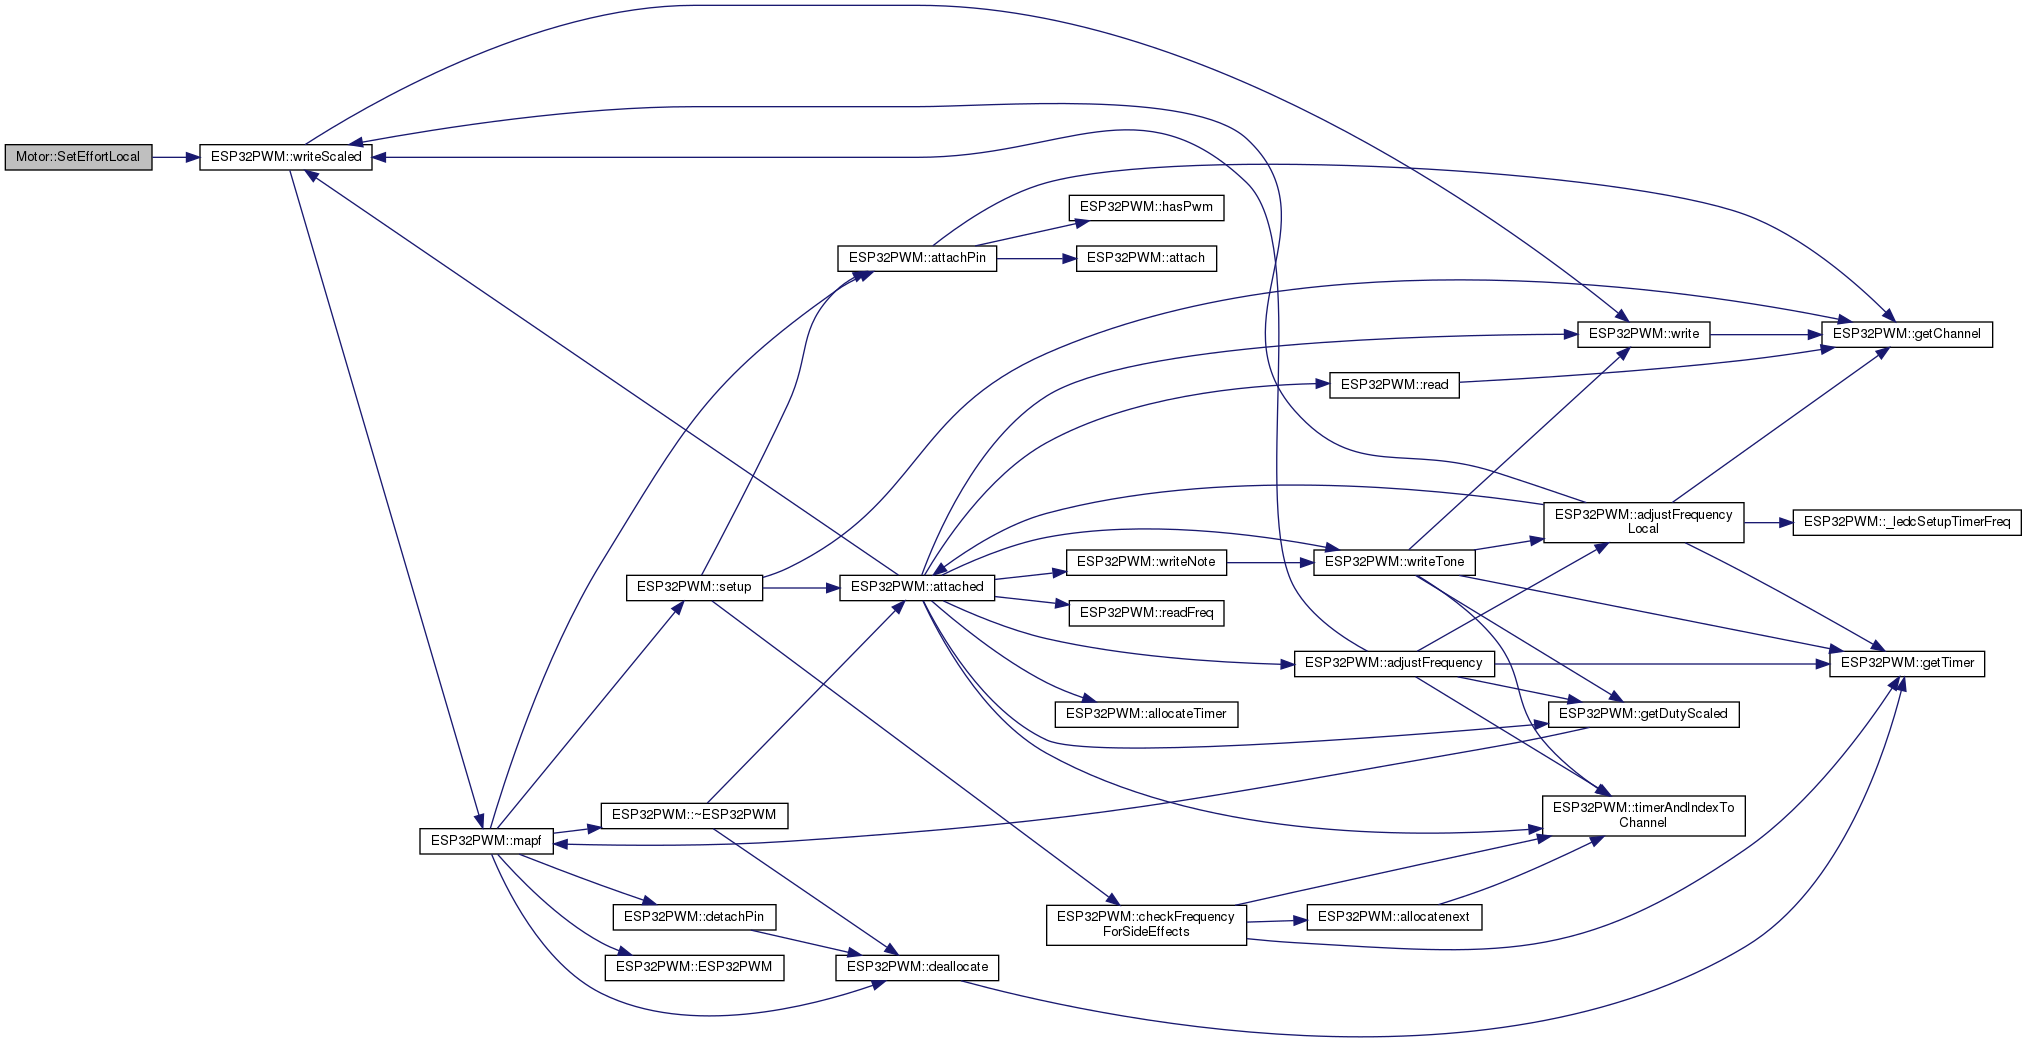 Motor::SetEffortLocal
ESP32PWM::writeScaled
ESP32PWM::hasPwm
ESP32PWM::attachPin
ESP32PWM::attach
ESP32PWM::write
ESP32PWM::getChannel
ESP32PWM::read
ESP32PWM::adjustFrequency
Local
ESP32PWM::_ledcSetupTimerFreq
ESP32PWM::writeNote
ESP32PWM::writeTone
ESP32PWM::setup
ESP32PWM::attached
ESP32PWM::readFreq
ESP32PWM::adjustFrequency
ESP32PWM::getTimer
ESP32PWM::allocateTimer
ESP32PWM::getDutyScaled
ESP32PWM::timerAndIndexTo
Channel
ESP32PWM::~ESP32PWM
ESP32PWM::mapf
ESP32PWM::detachPin
ESP32PWM::checkFrequency
ForSideEffects
ESP32PWM::allocatenext
ESP32PWM::ESP32PWM
ESP32PWM::deallocate